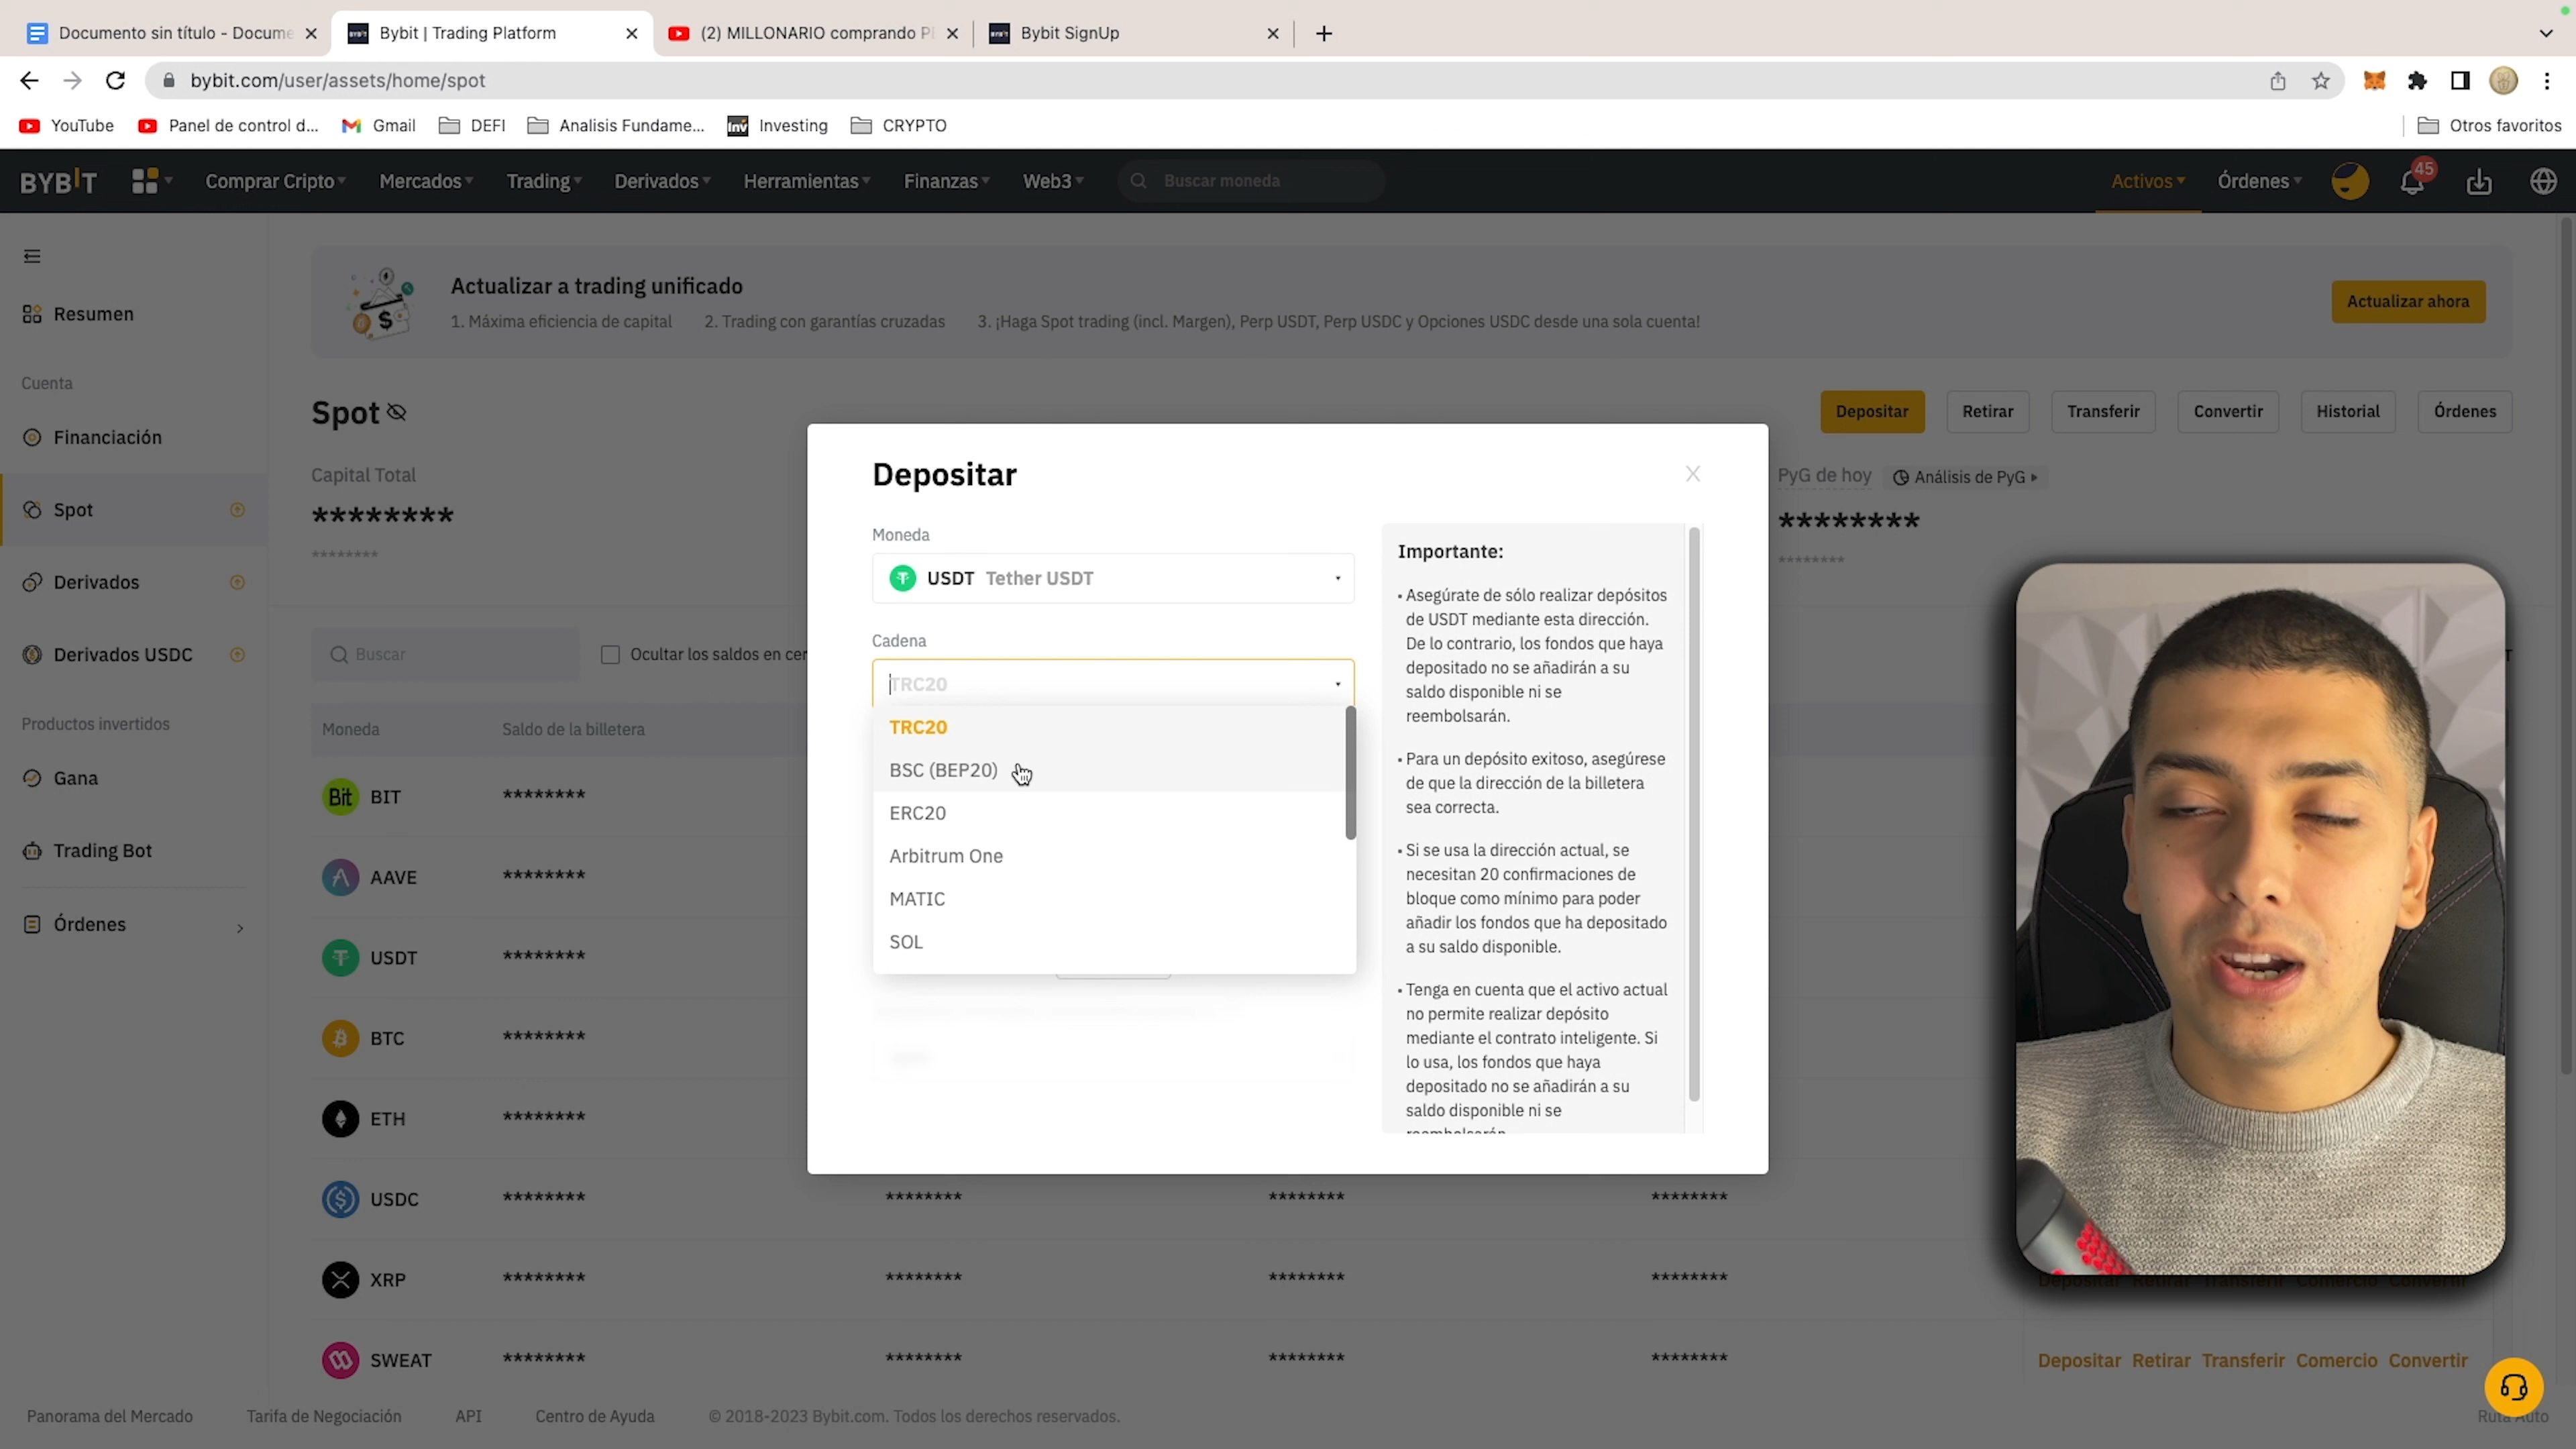 Documento sin título - Docume
Bybit | Trading Platform
(2) MILLONARIO comprando PE
Bybit SignUp
bybit.com/user/assets/home/spot
YouTube
Panel de control d...
Gmail
DEFI
Analisis Fundame...
Investing
CRYPTO
Otros favoritos
BYBIT
Comprar Cripto
Mercados
Trading
Derivados
Herramientas
Finanzas
Web3
Buscar moneda
Activos
Órdenes
45
Actualizar a trading unificado
1. Máxima eficiencia de capital 2. Trading con garantías cruzadas 3. ¡Haga Spot trading (incl. Margen), Perp USDT, Perp USDC y Opciones USDC desde una sola cuenta!
Actualizar ahora
Resumen
Cuenta
Financiación
Spot
Derivados
Derivados USDC
Productos invertidos
Gana
Trading Bot
Órdenes
Spot
Depositar
Retirar
Transferir
Convertir
Historial
Órdenes
Capital Total
********
********
PyG de hoy
Análisis de PyG
********
********
Buscar
Ocultar los saldos en cer
Moneda
Saldo de la billetera
BIT ********
AAVE ********
USDT ********
BTC ********
ETH ********
USDC ******** ******** ******** ********
XRP ******** ******** ******** ********
Depositar Retirar Transferir Comercio Convertir
SWEAT ******** ******** ******** ********
Depositar Retirar Transferir Comercio Convertir
Depositar
Moneda
USDT Tether USDT
Cadena
TRC20
TRC20
BSC (BEP20)
ERC20
Arbitrum One
MATIC
SOL
Importante:
• Asegúrate de sólo realizar depósitos
de USDT mediante esta dirección.
De lo contrario, los fondos que haya
depositado no se añadirán a su
saldo disponible ni se
reembolsarán.
• Para un depósito exitoso, asegúrese
de que la dirección de la billetera
sea correcta.
• Si se usa la dirección actual, se
necesitan 20 confirmaciones de
bloque como mínimo para poder
añadir los fondos que ha depositado
a su saldo disponible.
• Tenga en cuenta que el activo actual
no permite realizar depósito
mediante el contrato inteligente. Si
lo usa, los fondos que haya
depositado no se añadirán a su
saldo disponible ni se
reembolsarán.
Panorama del Mercado
Tarifa de Negociación
API
Centro de Ayuda
© 2018-2023 Bybit.com. Todos los derechos reservados.
Ruta Auto